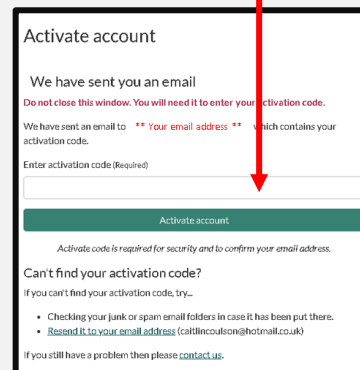 Activate account
We have sent you an email
Do not close this window. You will need it to enter your activation code.
We have sent an email to ** Your email address ** which contains your
activation code.
Enter activation code (Required)
Activate account
Activate code is required for security and to confirm your email address.
Can't find your activation code?
If you can't find your activation code, try...
• Checking your junk or spam email folders in case it has been put there.
• Resend it to your email address (caitlincoulson@hotmail.co.uk)
If you still have a problem then please contact us.